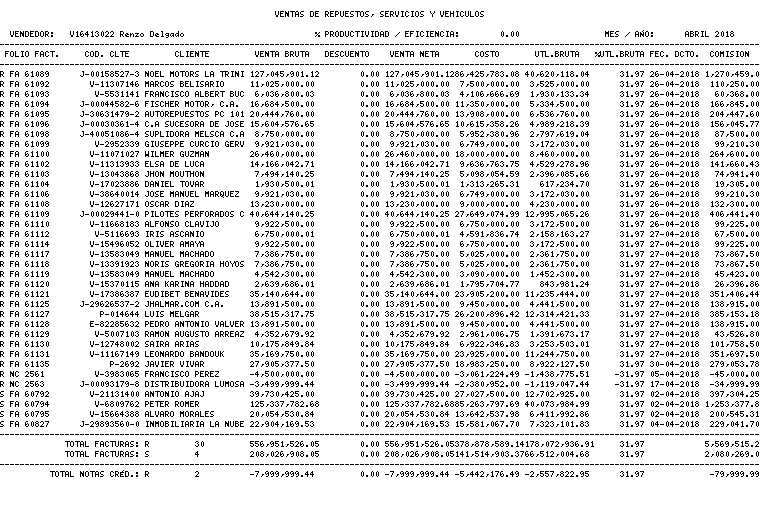 VENTAS DE REPUESTOS, SERVICIOS Y VEHICULOS
VENDEDOR: V16413022 Renzo Delgado % PRODUCTIVIDAD / EFICIENCIA: 0.00 MES / AÑO: ABRIL 2018
FOLIO FACT. COD. CLTE CLIENTE VENTA BRUTA DESCUENTO VENTA NETA COSTO UTL.BRUTA %UTL.BRUTA FEC. DCTO. COMISION
R FA 61089 J-00158527-3 NOEL MOTORS LA TRINI 127,045,901.12 0.00 127,045,901.1286,425,783.08 40,620,118.04 31.97 26-04-2018 1,270,459.0
R FA 61092 V-11307146 MARCOS BELISARIO 11,025,000.00 0.00 11,025,000.00 7,500,000.00 3,525,000.00 31.97 26-04-2018 110,250.00
R FA 61093 V-5531141 FRANCISCO ALBERT BUC 6,036,800.03 0.00 6,036,800.03 4,106,666.69 1,930,133.34 31.97 26-04-2018 60,368.00
R FA 61094 J-00044582-6 FISCHER MOTOR, C.A. 16,684,500.00 0.00 16,684,500.00 11,350,000.00 5,334,500.00 31.97 26-04-2018 166,845.00
R FA 61095 J-30631479-2 AUTOREPUESTOS PC 101 20,444,760.00 0.00 20,444,760.00 13,908,000.00 6,536,760.00 31.97 26-04-2018 204,447.60
R FA 61096 J-00030361-4 C.A SUCESORA DE JOSE 15,604,576.65 0.00 15,604,576.65 10,615,358.26 4,989,218.39 31.97 26-04-2018 156,045.77
R FA 61098 J-40051086-4 SUPLIDORA MELSCA C.A 8,750,000.00 0.00 8,750,000.00 5,952,380.96 2,797,619.04 31.97 26-04-2018 87,500.00
R FA 61099 V-2952339 GIUSEPPE CURCIO GERV 9,921,030.00 0.00 9,921,030.00 6,749,000.00 3,172,030.00 31.97 26-04-2018 99,210.30
R FA 61100 V-11071027 WILMER GUZMAN 26,460,000.00 0.00 26,460,000.00 18,000,000.00 8,460,000.00 31.97 26-04-2018 264,600.00
R FA 61102 V-11313933 ELSA DE LUCA 14,166,042.71 0.00 14,166,042.71 9,636,763.75 4,529,278.96 31.97 26-04-2018 141,660.43
R FA 61103 V-13043868 JHON MOUTHON 7,494,140.25 0.00 7,494,140.25 5,098,054.59 2,396,085.66 31.97 26-04-2018 74,941.40
R FA 61104 V-17023886 DANIEL TOVAR 1,930,500.01 0.00 1,930,500.01 1,313,265.31 617,234.70 31.97 26-04-2018 19,305.00
R FA 61106 V-38640014 JOSE MANUEL MARQUEZ 9,921,030.00 0.00 9,921,030.00 6,749,000.00 3,172,030.00 31.97 26-04-2018 99,210.30
R FA 61108 V-12627171 OSCAR DIAZ 13,230,000.00 0.00 13,230,000.00 9,000,000.00 4,230,000.00 31.97 26-04-2018 132,300.00
R FA 61109 J-00029441-0 PILOTES PERFORADOS C 40,644,140.25 0.00 40,644,140.25 27,649,074.99 12,995,065.26 31.97 26-04-2018 406,441.40
R FA 61110 V-11668183 ALFONSO CLAVIJO 9,922,500.00 0.00 9,922,500.00 6,750,000.00 3,172,500.00 31.97 26-04-2018 99,225.00
R FA 61112 V-5116693 IRIS ASCANIO 6,750,000.01 0.00 6,750,000.01 4,591,836.74 2,158,163.27 31.97 27-04-2018 67,500.00
R FA 61114 V-15496052 OLIVER AMAYA 9,922,500.00 0.00 9,922,500.00 6,750,000.00 3,172,500.00 31.97 27-04-2018 99,225.00
R FA 61117 V-13583049 MANUEL MACHADO 7,386,750.00 0.00 7,386,750.00 5,025,000.00 2,361,750.00 31.97 27-04-2018 73,867.50
R FA 61118 V-13391923 NORIS GREGORIA HOYOS 7,386,750.00 0.00 7,386,750.00 5,025,000.00 2,361,750.00 31.97 27-04-2018 73,867.50
R FA 61119 V-13583049 MANUEL MACHADO 4,542,300.00 0.00 4,542,300.00 3,090,000.00 1,452,300.00 31.97 27-04-2018 45,423.00
R FA 61120 V-15370115 ANA KARINA HADDAD 2,639,686.01 0.00 2,639,686.01 1,795,704.77 843,981.24 31.97 27-04-2018 26,396.86
R FA 61121 V-17386387 EUDIBET BENAVIDES 35,140,644.00 0.00 35,140,644.00 23,905,200.00 11,235,444.00 31.97 27-04-2018 351,406.44
R FA 61125 J-29626537-2 JHALMAR.COM C.A. 13,891,500.00 0.00 13,891,500.00 9,450,000.00 4,441,500.00 31.97 27-04-2018 138,915.00
R FA 61127 P-014644 LUIS MELGAR 38,515,317.75 0.00 38,515,317.75 26,200,896.42 12,314,421.33 31.97 27-04-2018 385,153.18
R FA 61128 E-82285632 PEDRO ANTONIO VALVER 13,891,500.00 0.00 13,891,500.00 9,450,000.00 4,441,500.00 31.97 27-04-2018 138,915.00
R FA 61129 V-5007103 RAMON AUGUSTO ARREAZ 4,352,679.92 0.00 4,352,679.92 2,961,006.75 1,391,673.17 31.97 27-04-2018 43,526.80
R FA 61130 V-12748002 SAIRA ARIAS 10,175,849.84 0.00 10,175,849.84 6,922,346.83 3,253,503.01 31.97 27-04-2018 101,758.50
R FA 61131 V-11167149 LEONARDO BANDOUK 35,169,750.00 0.00 35,169,750.00 23,925,000.00 11,244,750.00 31.97 27-04-2018 351,697.50
R FA 61135 P-2692 JAVIER VIVAR 27,905,377.50 0.00 27,905,377.50 18,983,250.00 8,922,127.50 31.97 30-04-2018 279,053.78
R NC 2561 V-3983065 FRANCISCO PEREZ -4,500,000.00 0.00 -4,500,000.00 -3,061,224.49 -1,438,775.51 -31.97 05-04-2018 -45,000.00
R NC 2563 J-00093179-8 DISTRIBUIDORA LUMOSA -3,499,999.44 0.00 -3,499,999.44 -2,380,952.00 -1,119,047.44 -31.97 17-04-2018 -34,999.99
S FA 60792 V-21131400 ANTONIO AJAJ 39,730,425.00 0.00 39,730,425.00 27,027,500.00 12,702,925.00 31.97 02-04-2018 397,304.25
S FA 60794 V-6809762 PETER ROMER 125,337,782.68 0.00 125,337,782.6885,263,797.69 40,073,984.99 31.97 02-04-2018 1,253,377.8
S FA 60795 V-15664388 ALVARO MORALES 20,054,530.84 0.00 20,054,530.84 13,642,537.98 6,411,992.86 31.97 02-04-2018 200,545.31
S FA 60827 J-29893560-0 INMOBILIARIA LA NUBE 22,904,169.53 0.00 22,904,169.53 15,581,067.70 7,323,101.83 31.97 04-04-2018 229,041.70
TOTAL FACTURAS: R 30 556,951,526.05 0.00 556,951,526.05378,878,589.14178,072,936.91 31.97 5,569,515.2
TOTAL FACTURAS: S 4 208,026,908.05 0.00 208,026,908.05141,514,903.3766,512,004.68 31.97 2,080,269.0
TOTAL NOTAS CRÉD.: R 2 -7,999,999.44 0.00 -7,999,999.44 -5,442,176.49 -2,557,822.95 31.97 -79,999.99